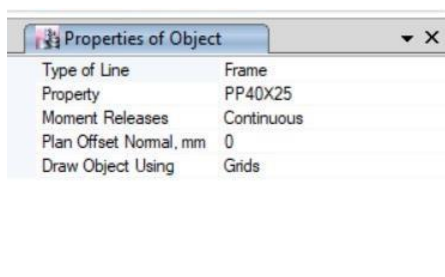 Properties of Object
Type of Line Frame
Property PP40X25
Moment Releases Continuous
Plan Offset Normal, mm 0
Draw Object Using Grids